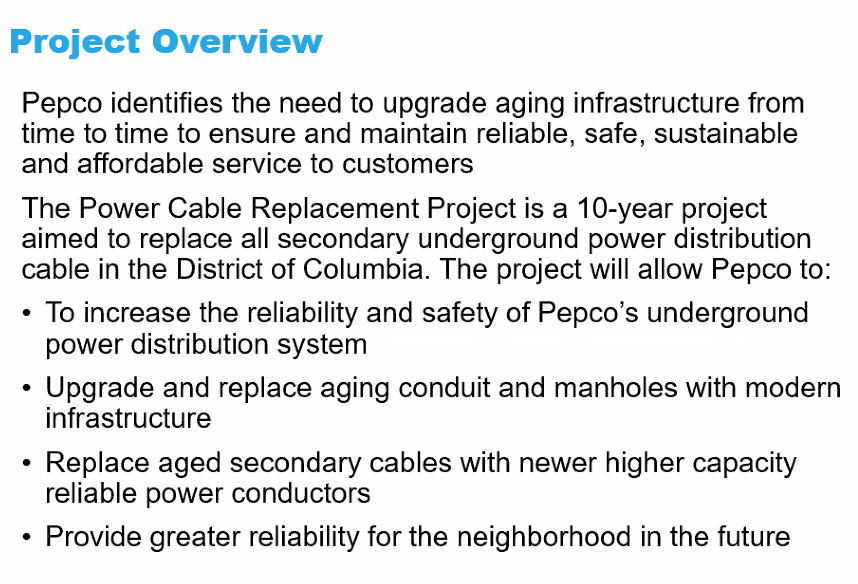 Project Overview
Pepco identifies the need to upgrade aging infrastructure from
time to time to ensure and maintain reliable, safe, sustainable
and affordable service to customers
The Power Cable Replacement Project is a 10-year project
aimed to replace all secondary underground power distribution
cable in the District of Columbia. The project will allow Pepco to:
• To increase the reliability and safety of Pepco’s underground
power distribution system
• Upgrade and replace aging conduit and manholes with modern
infrastructure
• Replace aged secondary cables with newer higher capacity
reliable power conductors
• Provide greater reliability for the neighborhood in the future